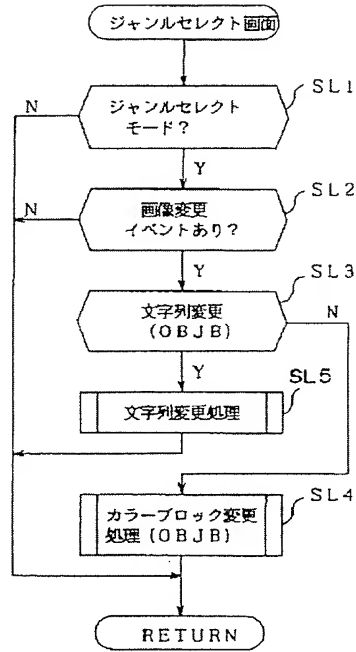 ジャンルセレクト画面
SL1
ジャンルセレクト
モード?
N
Y
SL2
画像変更
イベントあり?
N
Y
SL3
文字列変更
(OBJB)
N
Y
SL5
文字列変更処理
SL4
カラーブロック変更
処理(OBJB)
RETURN